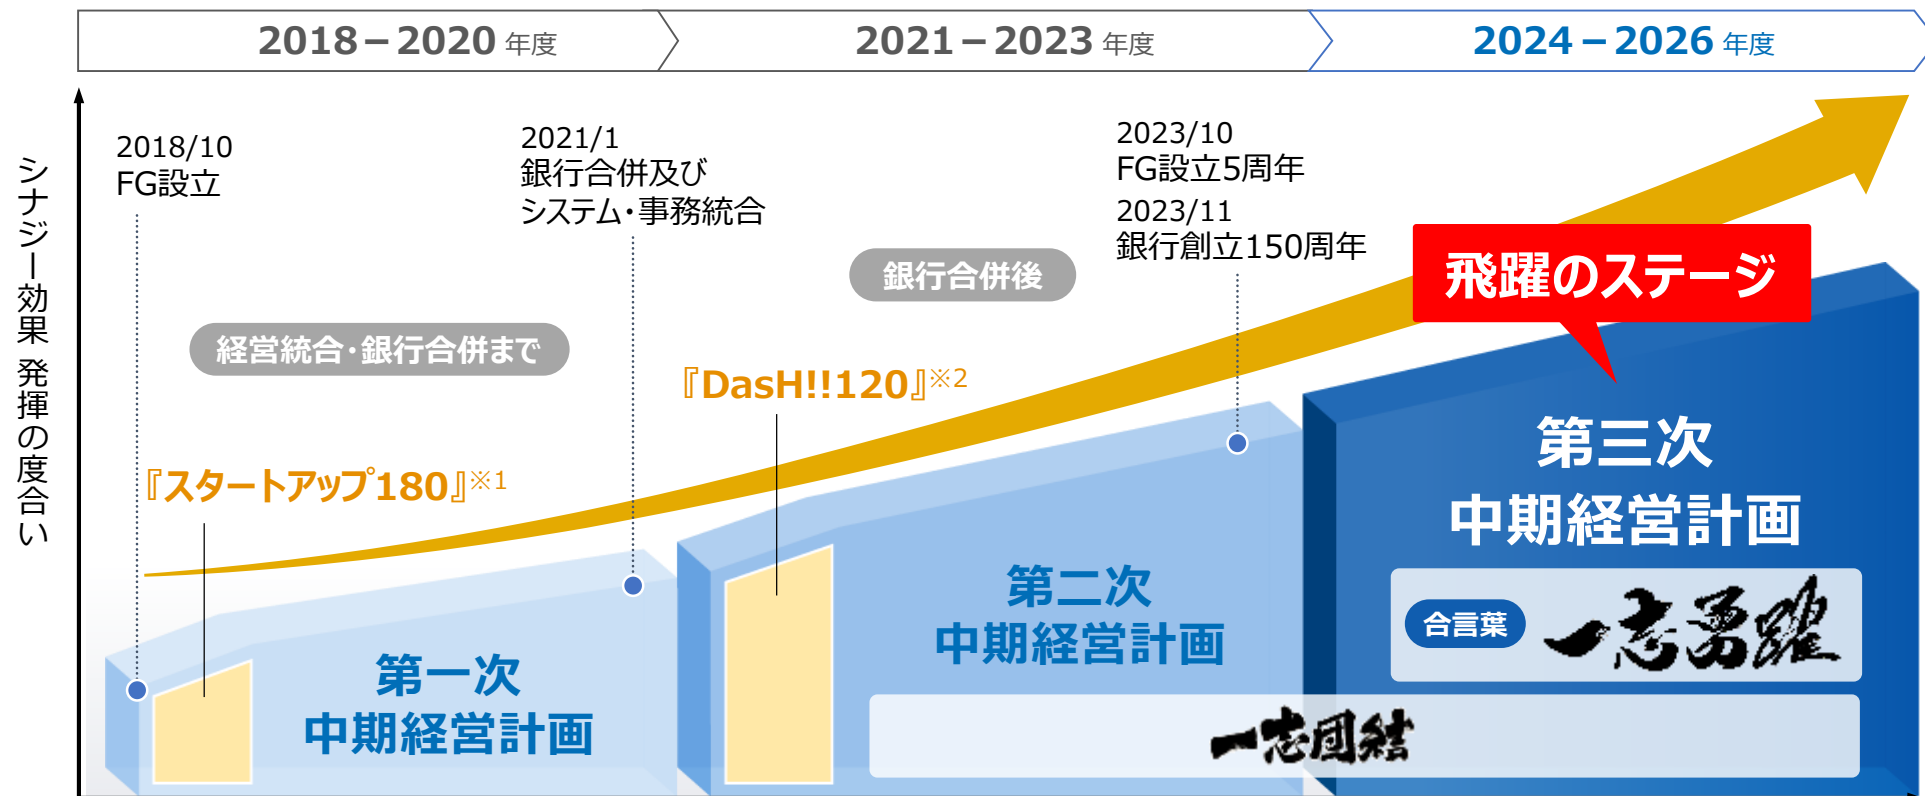 2018－2020 年度
2021－2023 年度
2024－2026 年度
シナジー効果 発揮の度合い
2018/10
FG設立
2021/1
銀行合併及び
システム・事務統合
2023/10
FG設立5周年
2023/11
銀行創立150周年
経営統合・銀行合併まで
銀行合併後
飛躍のステージ
『スタートアップ180』※1
『DasH!!120』※2
第一次
中期経営計画
第二次
中期経営計画
第三次
中期経営計画
合言葉
一志勇躍
一志団結